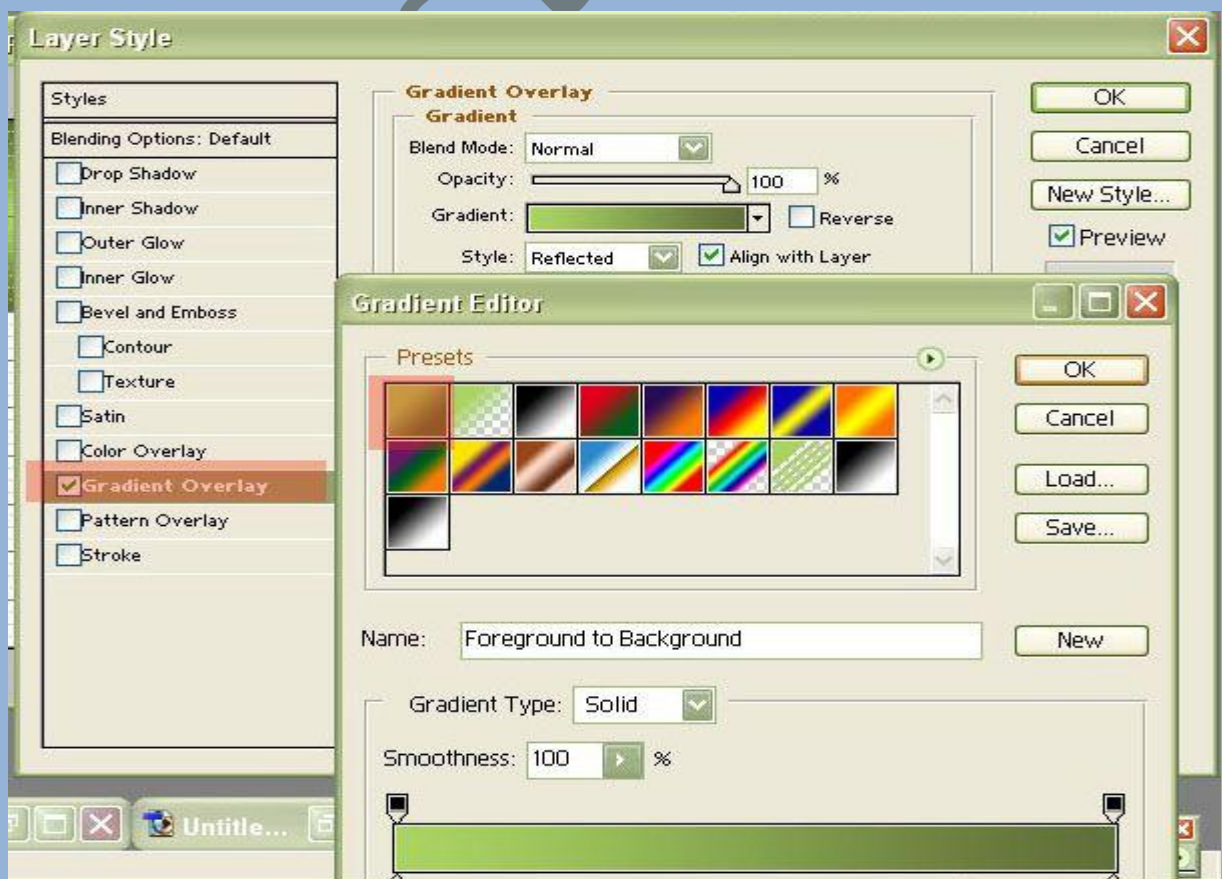 Layer Style
Styles
Blending Options: Default
Drop Shadow
Inner Shadow
Outer Glow
Inner Glow
Bevel and Emboss
Contour
Texture
Satin
Color Overlay
Gradient Overlay
Pattern Overlay
Stroke
Gradient Overlay
Gradient
Blend Mode: Normal
Opacity: 100 %
Gradient: Reverse
Style: Reflected Align with Layer
OK
Cancel
New Style...
Preview
Gradient Editor
Presets
OK
Cancel
Load...
Save...
Name: Foreground to Background
New
Gradient Type: Solid
Smoothness: 100 %
Untitle...